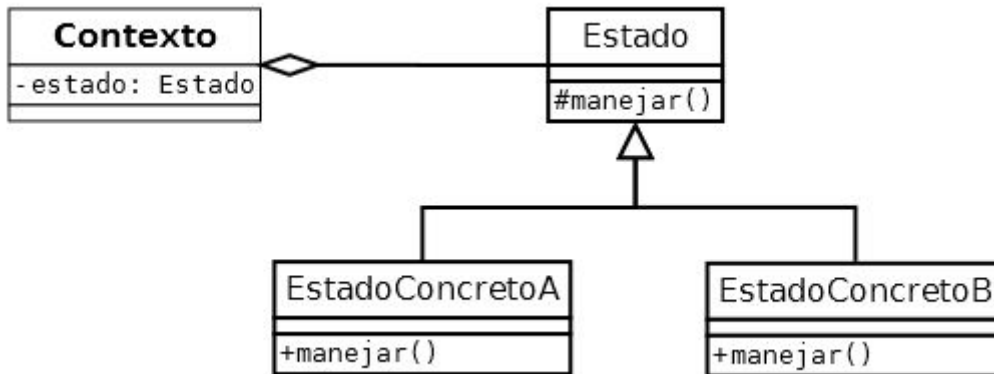 Contexto
-estado: Estado
Estado
#manejar()
EstadoConcretoA
+manejar()
EstadoConcretoB
+manejar()